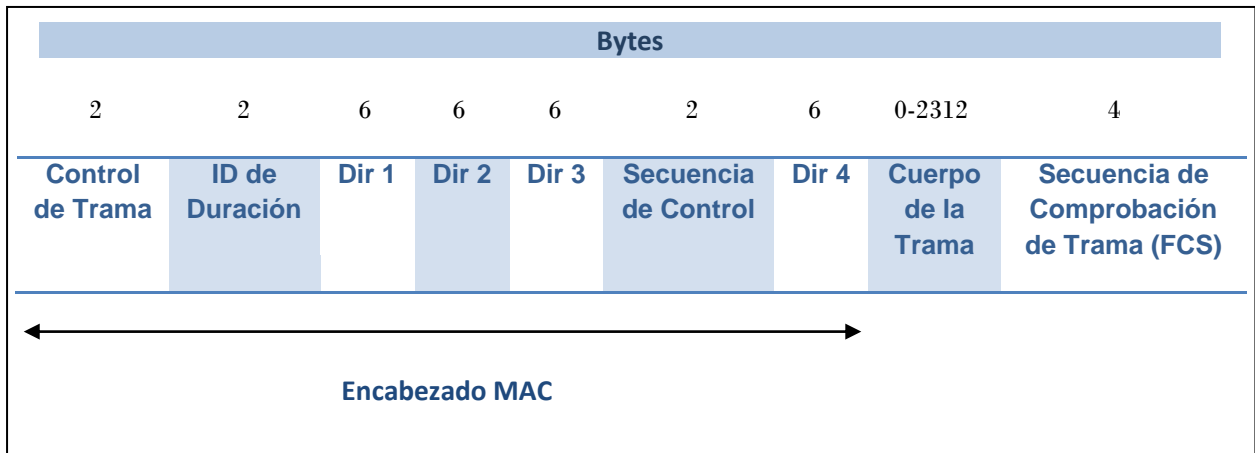 Bytes
2 2 6 6 6 2 6 0-2312 4
Control de Trama ID de Duración Dir 1 Dir 2 Dir 3 Secuencia de Control Dir 4 Cuerpo de la Trama Secuencia de Comprobación de Trama (FCS)
Encabezado MAC